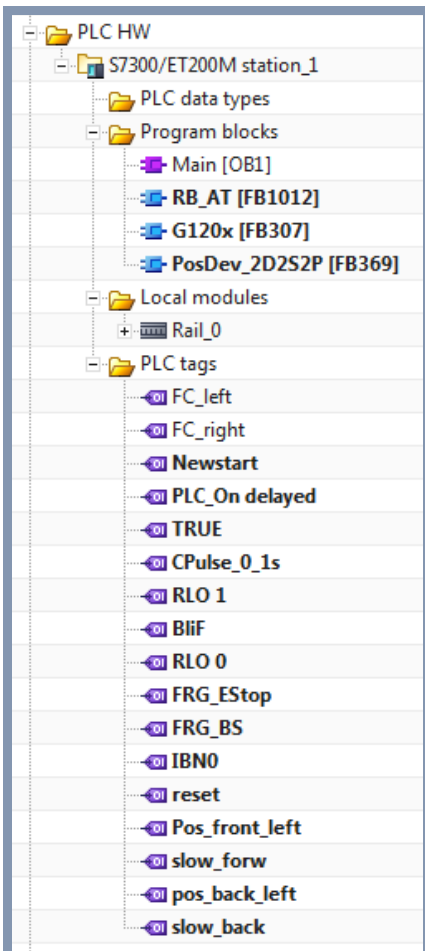 PLC HW
S7300/ET200M station_1
PLC data types
Program blocks
Main [OB1]
RB_AT [FB1012]
G120x [FB307]
PosDev_2D2S2P [FB369]
Local modules
Rail_0
PLC tags
FC_left
FC_right
Newstart
PLC_On delayed
TRUE
CPulse_0_1s
RLO 1
BliF
RLO 0
FRG_EStop
FRG_BS
IBN0
reset
Pos_front_left
slow_forw
pos_back_left
slow_back